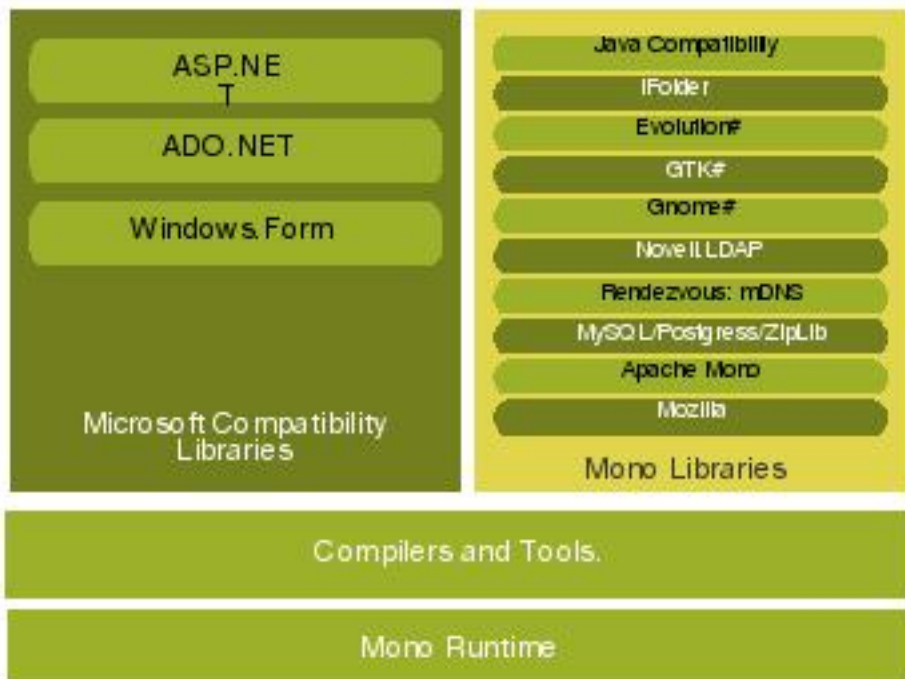 ASP.NE
T
ADO.NET
Windows.Form
Microsoft Compatibility
Libraries
Java Compatibility
iFolder
Evolution#
GTK#
Gnome#
Novell.LDAP
Rendezvous: mDNS
MySQL/Postgress/ZipLib
Apache Mono
Mozilla
Mono Libraries
Compilers and Tools.
Mono Runtime